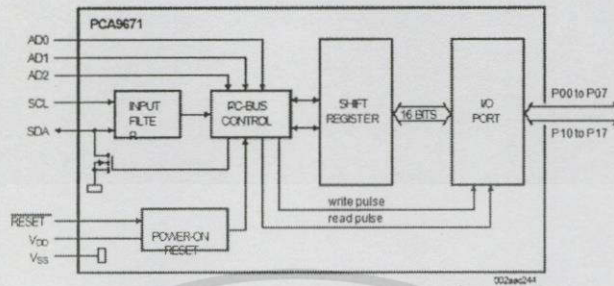 PCA9671
AD0
AD1
AD2
SCL
SDA
INPUT
FILTE
R
I²C-BUS
CONTROL
SHIFT
REGISTER
16 BITS
I/O
PORT
P00 to P07
P10 to P17
write pulse
read pulse
RESET
VDD
VSS
POWER-ON
RESET
002aac244